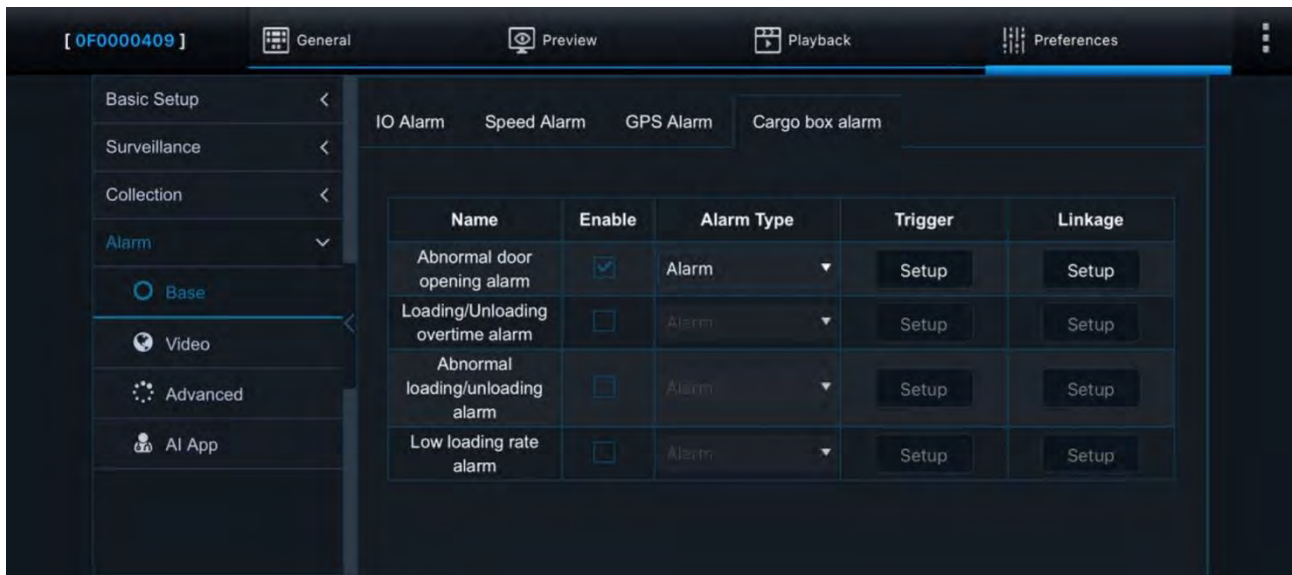 [ 0F0000409 ]
General
Preview
Playback
Preferences
Basic Setup
Surveillance
Collection
Alarm
Base
Video
Advanced
AI App
IO Alarm
Speed Alarm
GPS Alarm
Cargo box alarm
Name
Enable
Alarm Type
Trigger
Linkage
Abnormal door
opening alarm
Alarm
Setup
Setup
Loading/Unloading
overtime alarm
Alarm
Setup
Setup
Abnormal
loading/unloading
alarm
Alarm
Setup
Setup
Low loading rate
alarm
Alarm
Setup
Setup